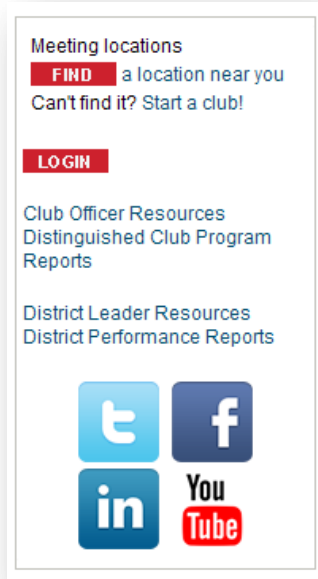 Meeting locations
FIND a location near you
Can't find it? Start a club!
LOGIN
Club Officer Resources
Distinguished Club Program
Reports
District Leader Resources
District Performance Reports
t f
in You
Tube